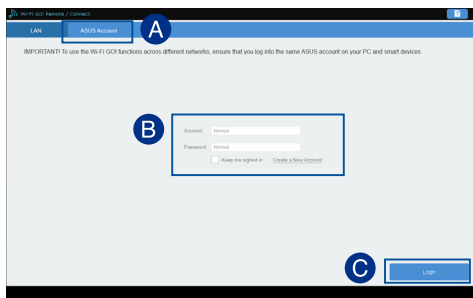 Wi-Fi GO! Remote / Connect
?
LAN
ASUS Account
A
IMPORTANT! To use the Wi-Fi GO! functions across different networks, ensure that you log into the same ASUS account on your PC and smart devices.
B
Account: Normal
Password: Normal
Keep me signed in Create a New Account
C
Login